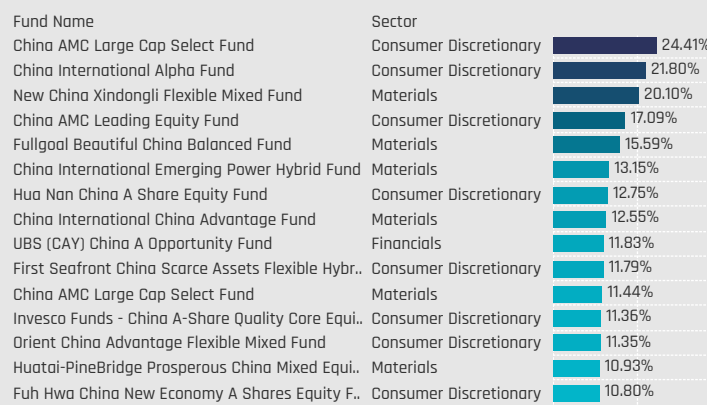 Fund Name Sector
China AMC Large Cap Select Fund Consumer Discretionary 24.41%
China International Alpha Fund Consumer Discretionary 21.80%
New China Xindongli Flexible Mixed Fund Materials 20.10%
China AMC Leading Equity Fund Consumer Discretionary 17.09%
Fullgoal Beautiful China Balanced Fund Materials 15.59%
China International Emerging Power Hybrid Fund Materials 13.15%
Hua Nan China A Share Equity Fund Consumer Discretionary 12.75%
China International China Advantage Fund Materials 12.55%
UBS (CAY) China A Opportunity Fund Financials 11.83%
First Seafront China Scarce Assets Flexible Hybr.. Consumer Discretionary 11.79%
China AMC Large Cap Select Fund Materials 11.44%
Invesco Funds - China A-Share Quality Core Equi.. Consumer Discretionary 11.36%
Orient China Advantage Flexible Mixed Fund Consumer Discretionary 11.35%
Huatai-PineBridge Prosperous China Mixed Equi.. Materials 10.93%
Fuh Hwa China New Economy A Shares Equity F.. Consumer Discretionary 10.80%